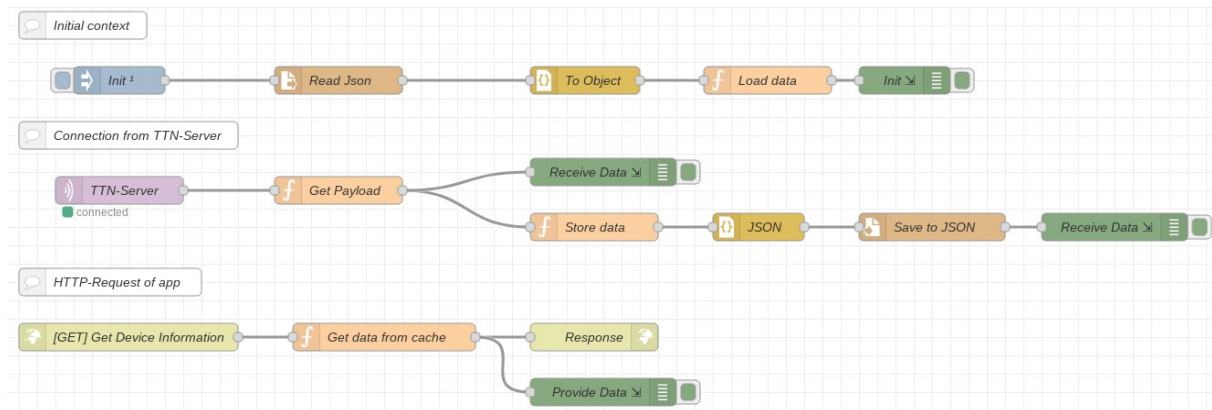 Initial context
Init ¹
Read Json
To Object
Load data
Init ⇲
Connection from TTN-Server
TTN-Server
connected
Get Payload
Receive Data ⇲
Store data
JSON
Save to JSON
Receive Data ⇲
HTTP-Request of app
[GET] Get Device Information
Get data from cache
Response
Provide Data ⇲